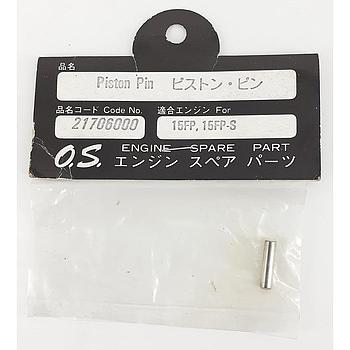 品名
Piston Pin ピストン・ピン
品名コード Code No. 適合エンジン For
21706000 15FP, 15FP-S
O.S. ENGINE SPARE PART
エンジン スペア パーツ